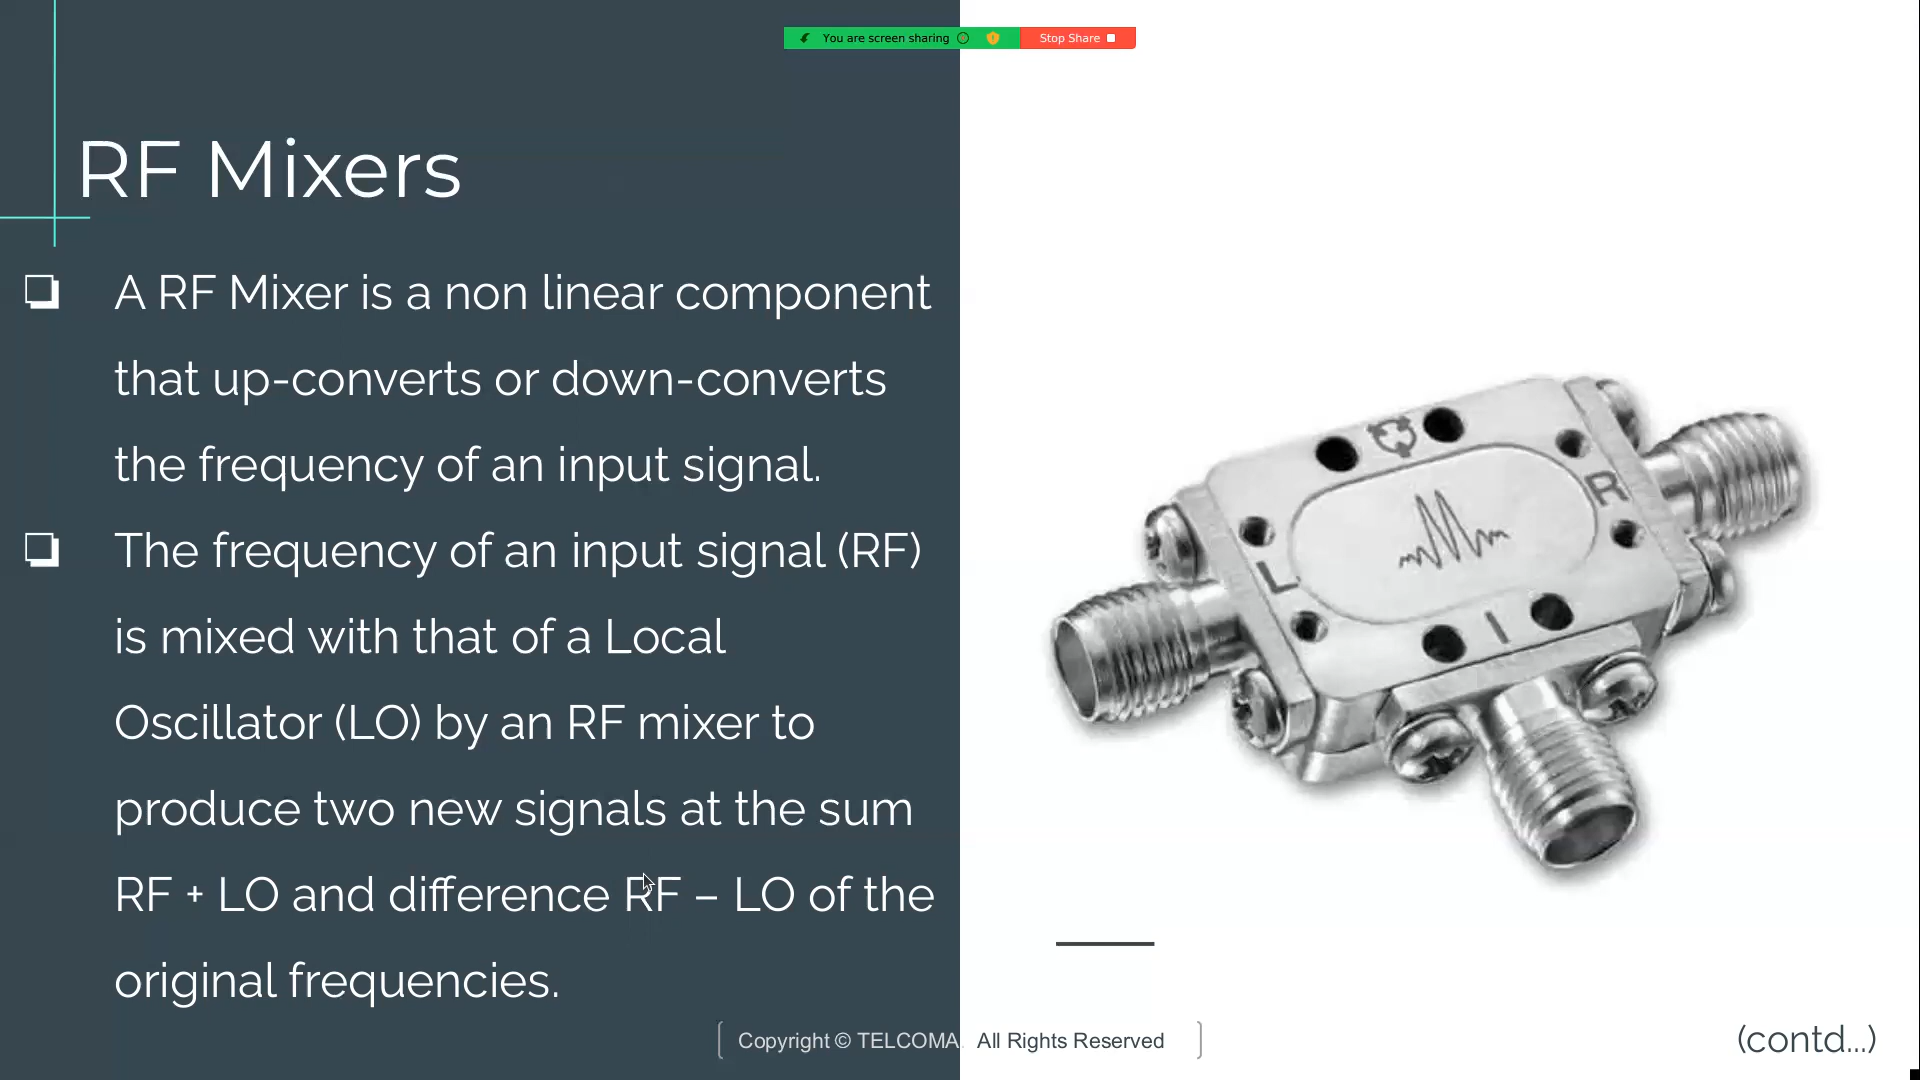 You are screen sharing
Stop Share
RF Mixers
A RF Mixer is a non linear component
that up-converts or down-converts
the frequency of an input signal.
The frequency of an input signal (RF)
is mixed with that of a Local
Oscillator (LO) by an RF mixer to
produce two new signals at the sum
RF + LO and difference RF – LO of the
original frequencies.
R
L
I
Copyright © TELCOMA. All Rights Reserved
(contd...)